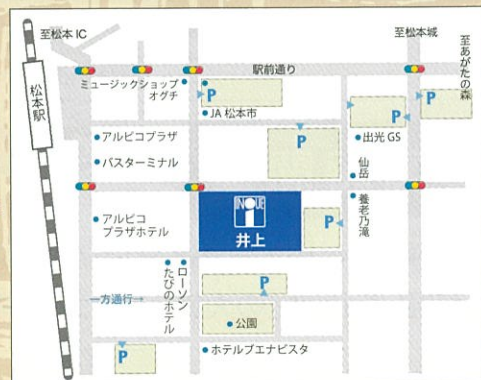 至松本IC
至松本城
至あがたの森
松本駅
駅前通り
ミュージックショップ
オグチ
P
P
JA 松本市
P
出光GS
アルピコプラザ
バスターミナル
仙岳
INOUE
井上
P
養老乃滝
アルピコ
プラザホテル
ローソン
たびのホテル
P
一方通行→
公園
ホテルブエナビスタ
P